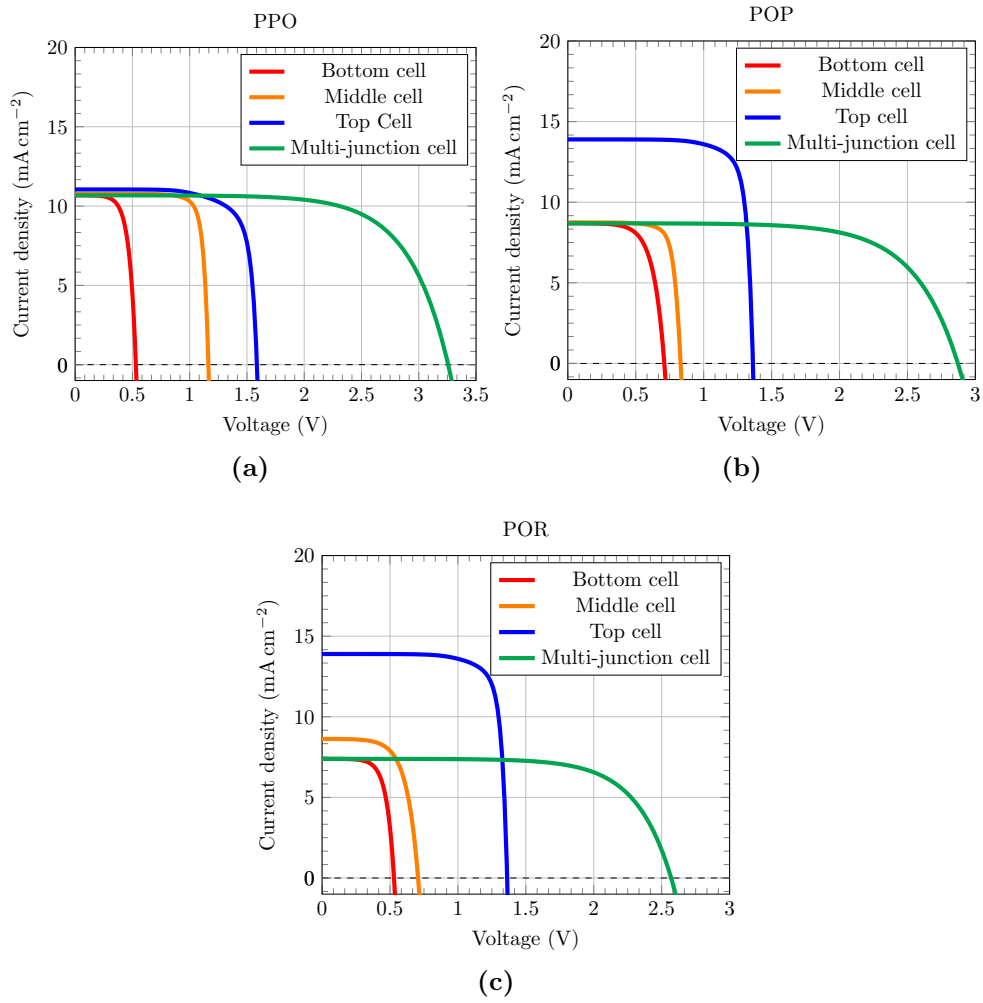 PPO
20
15
10
5
0
0
0.5
1
1.5
2
2.5
3
3.5
Voltage (V)
Current density (mA cm−2)
Bottom cell
Middle cell
Top Cell
Multi-junction cell
(a)
POP
20
15
10
5
0
0
0.5
1
1.5
2
2.5
3
Voltage (V)
Current density (mA cm−2)
Bottom cell
Middle cell
Top cell
Multi-junction cell
(b)
POR
20
15
10
5
0
0
0.5
1
1.5
2
2.5
3
Voltage (V)
Current density (mA cm−2)
Bottom cell
Middle cell
Top cell
Multi-junction cell
(c)